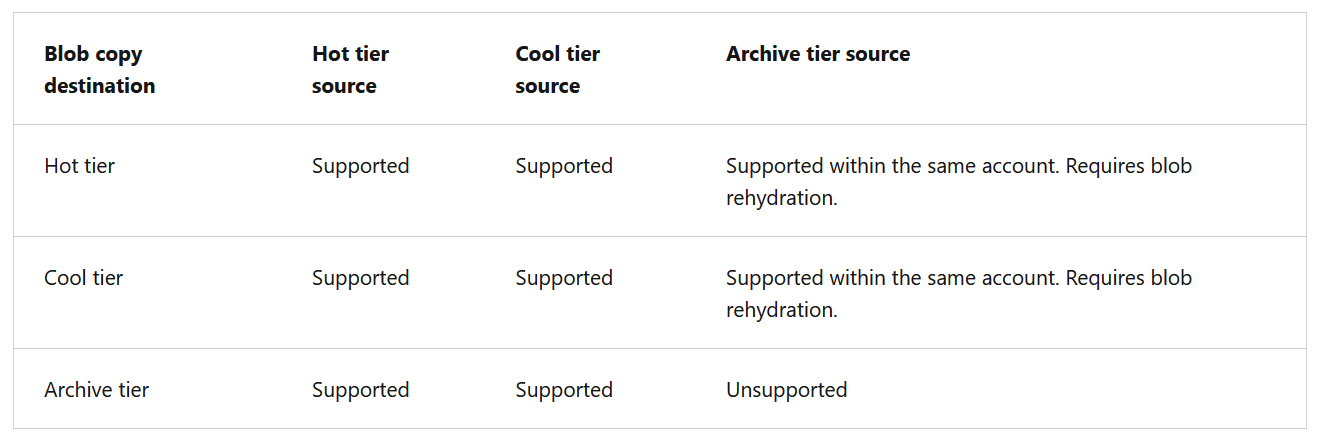 Blob copy destination
Hot tier source
Cool tier source
Archive tier source
Hot tier
Supported
Supported
Supported within the same account. Requires blob
rehydration.
Cool tier
Supported
Supported
Supported within the same account. Requires blob
rehydration.
Archive tier
Supported
Supported
Unsupported